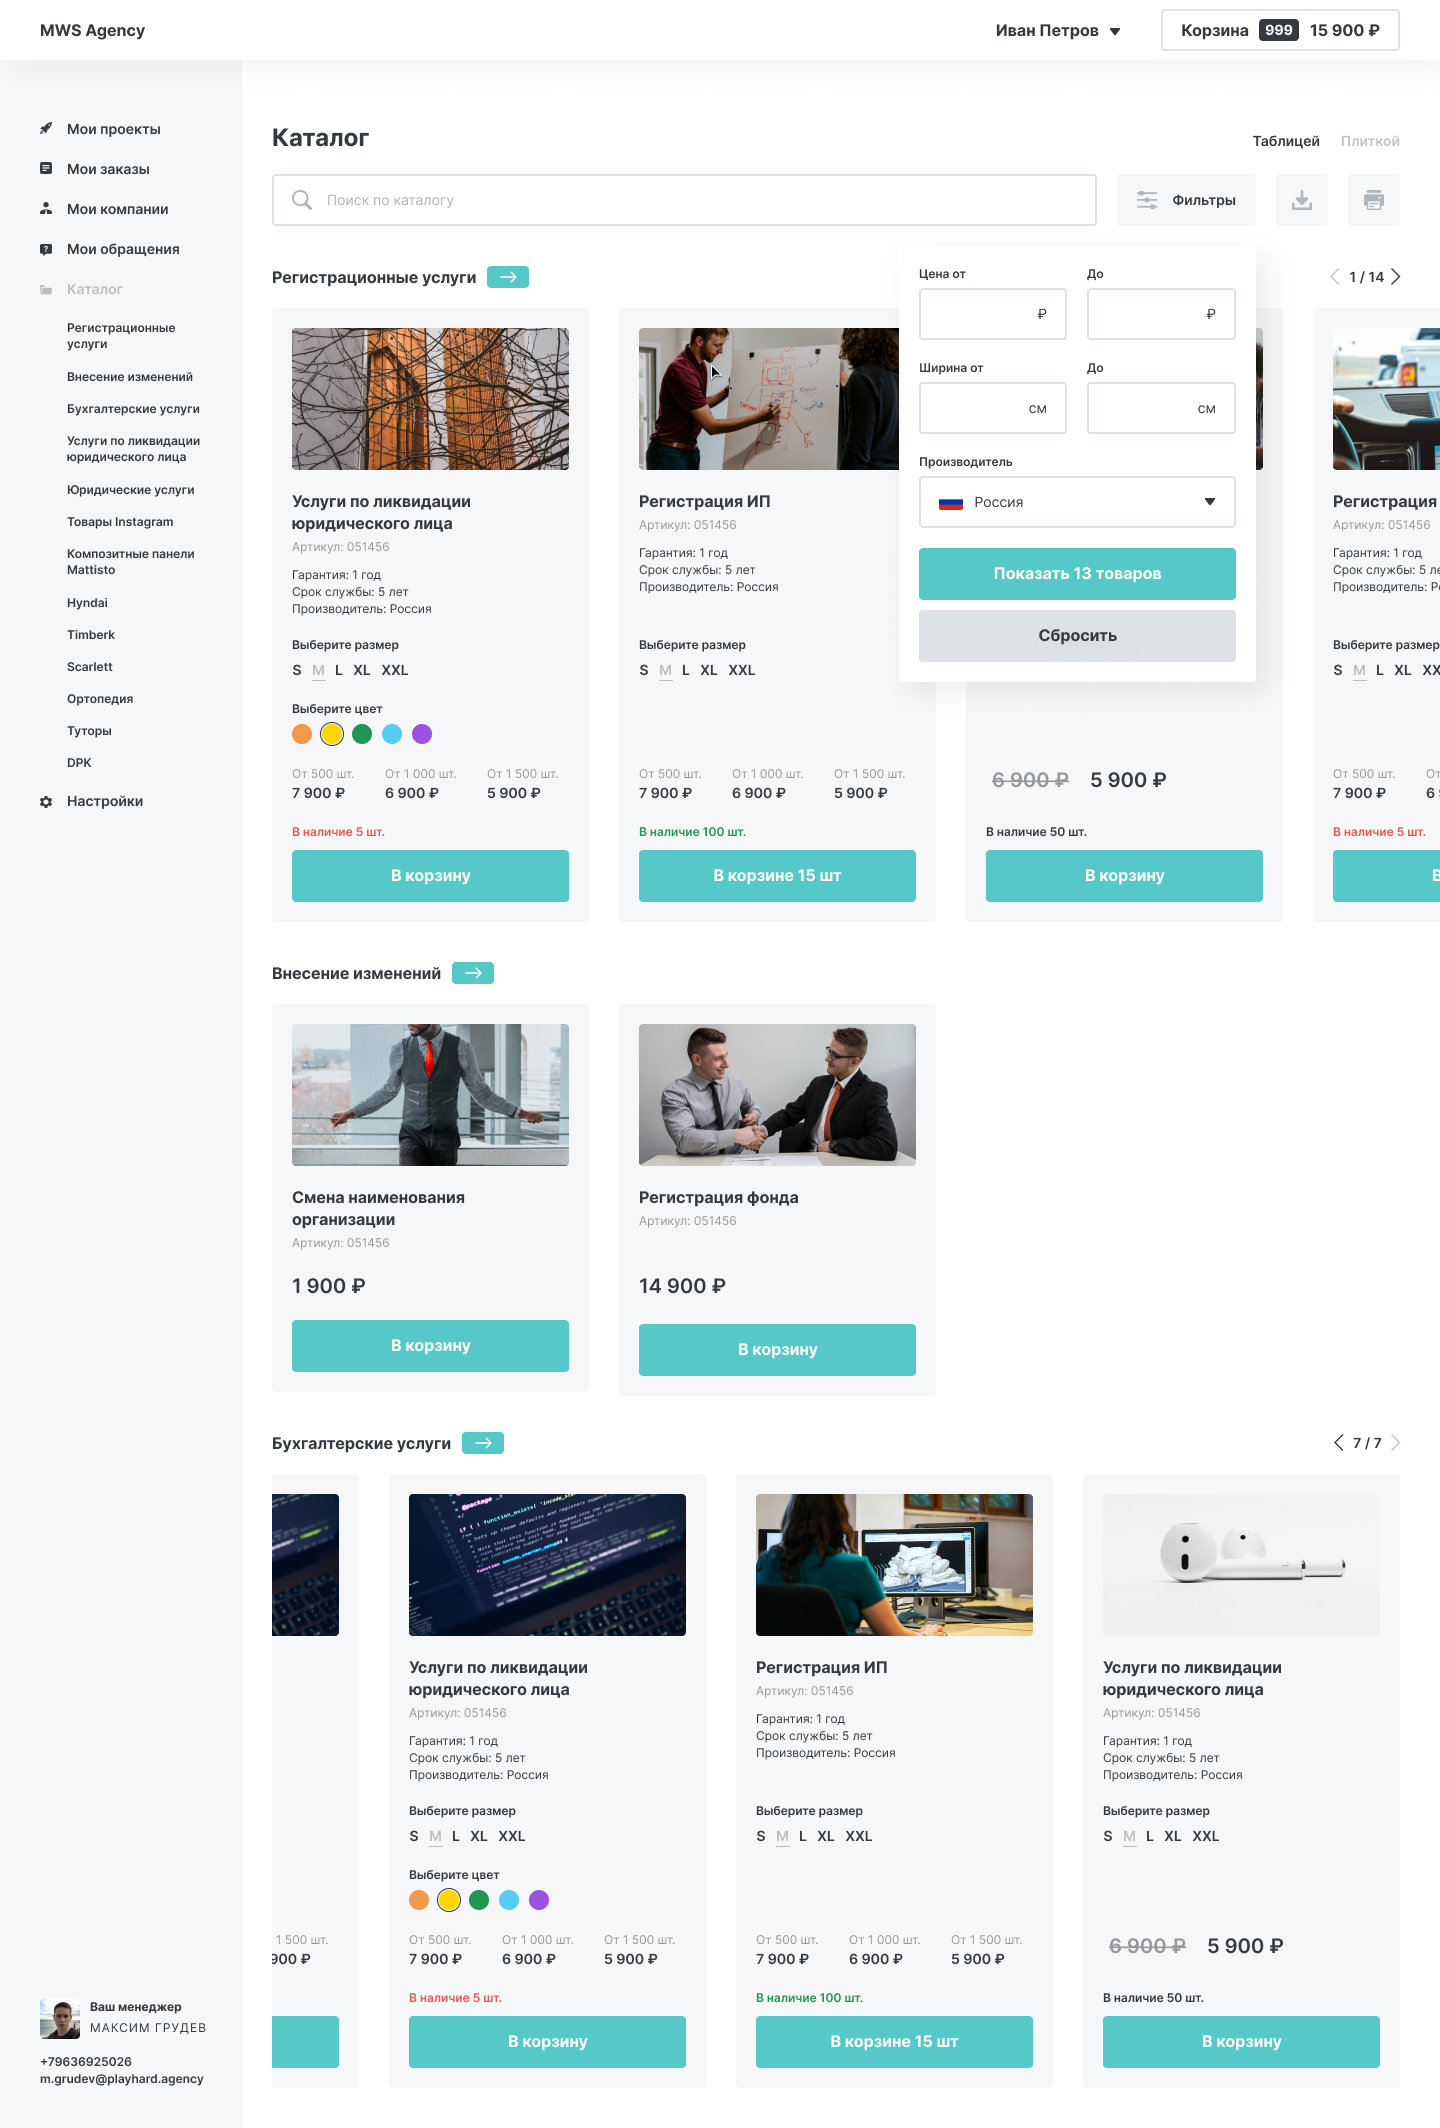 MWS Agency
Иван Петров
Корзина 999 15 900 ₽
Мои проекты
Мои заказы
Мои компании
Мои обращения
Каталог
Регистрационные
услуги
Внесение изменений
Бухгалтерские услуги
Услуги по ликвидации
юридического лица
Юридические услуги
Товары Instagram
Композитные панели
Mattisto
Hyndai
Timberk
Scarlett
Ортопедия
Туторы
DPK
Настройки
Ваш менеджер
МАКСИМ ГРУДЕВ
+79636925026
m.grudev@playhard.agency
Каталог
Таблицей Плиткой
Поиск по каталогу
Фильтры
Регистрационные услуги
1 / 14
Цена от До
₽ ₽
Ширина от До
см см
Производитель
Россия
Показать 13 товаров
Сбросить
Услуги по ликвидации
юридического лица
Артикул: 051456
Гарантия: 1 год
Срок службы: 5 лет
Производитель: Россия
Выберите размер
S M L XL XXL
Выберите цвет
От 500 шт. От 1 000 шт. От 1 500 шт.
7 900 ₽ 6 900 ₽ 5 900 ₽
В наличие 5 шт.
В корзину
Регистрация ИП
Артикул: 051456
Гарантия: 1 год
Срок службы: 5 лет
Производитель: Россия
Выберите размер
S M L XL XXL
От 500 шт. От 1 000 шт. От 1 500 шт.
7 900 ₽ 6 900 ₽ 5 900 ₽
В наличие 100 шт.
В корзине 15 шт
6 900 ₽ 5 900 ₽
В наличие 50 шт.
В корзину
Регистрация
Артикул: 051456
Гарантия: 1 год
Срок службы: 5 ле
Производитель: Р
Выберите размер
S M L XL XX
От 500 шт. От
7 900 ₽ 6
В наличие 5 шт.
В
Внесение изменений
Смена наименования
организации
Артикул: 051456
1 900 ₽
В корзину
Регистрация фонда
Артикул: 051456
14 900 ₽
В корзину
Бухгалтерские услуги
7 / 7
1 500 шт.
900 ₽
Услуги по ликвидации
юридического лица
Артикул: 051456
Гарантия: 1 год
Срок службы: 5 лет
Производитель: Россия
Выберите размер
S M L XL XXL
Выберите цвет
От 500 шт. От 1 000 шт. От 1 500 шт.
7 900 ₽ 6 900 ₽ 5 900 ₽
В наличие 5 шт.
В корзину
Регистрация ИП
Артикул: 051456
Гарантия: 1 год
Срок службы: 5 лет
Производитель: Россия
Выберите размер
S M L XL XXL
От 500 шт. От 1 000 шт. От 1 500 шт.
7 900 ₽ 6 900 ₽ 5 900 ₽
В наличие 100 шт.
В корзине 15 шт
Услуги по ликвидации
юридического лица
Артикул: 051456
Гарантия: 1 год
Срок службы: 5 лет
Производитель: Россия
Выберите размер
S M L XL XXL
6 900 ₽ 5 900 ₽
В наличие 50 шт.
В корзину